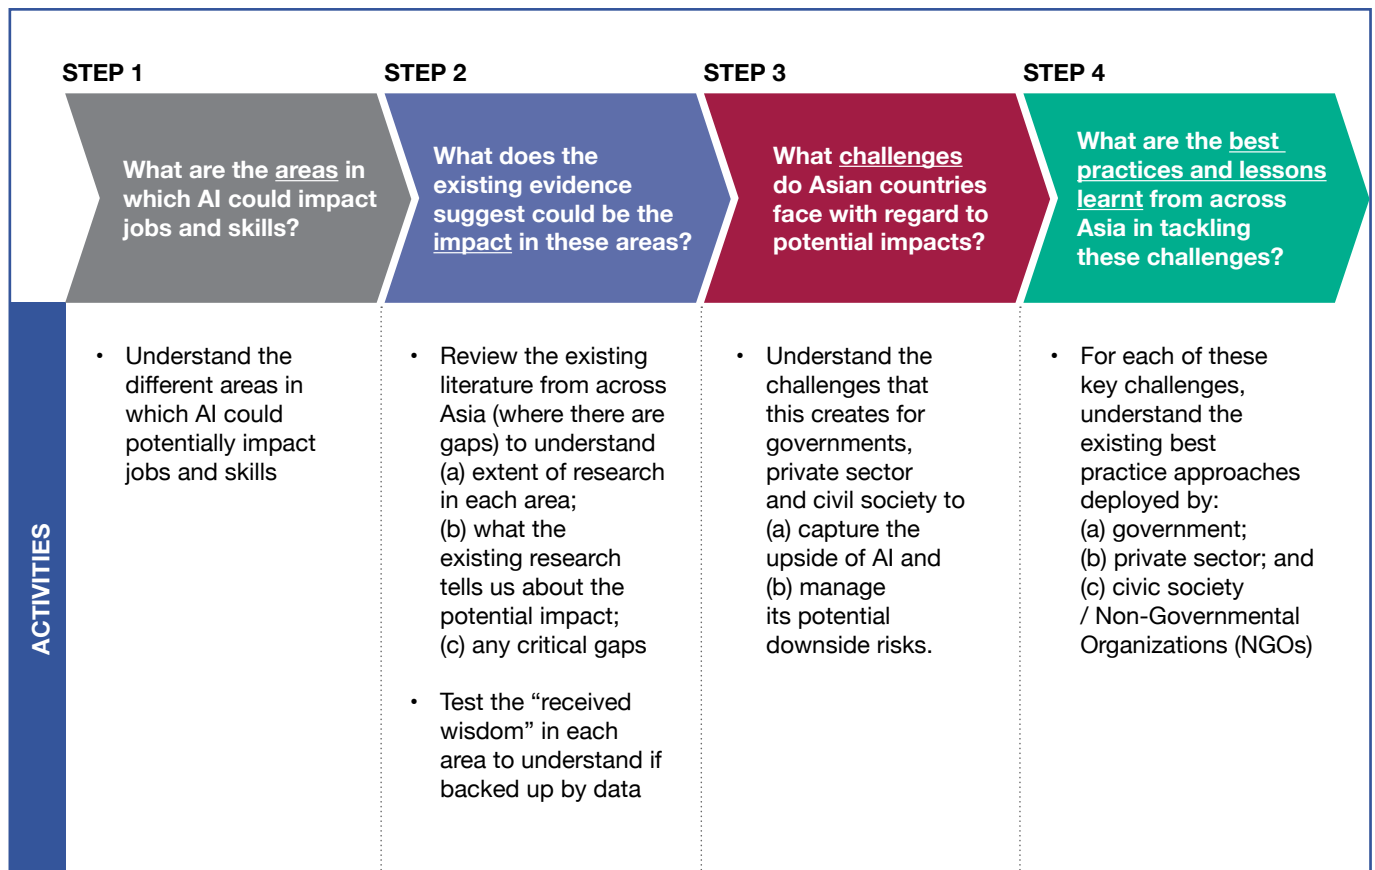 STEP 1
What are the areas in
which AI could impact
jobs and skills?
STEP 2
What does the
existing evidence
suggest could be the
impact in these areas?
STEP 3
What challenges
do Asian countries
face with regard to
potential impacts?
STEP 4
What are the best
practices and lessons
learnt from across
Asia in tackling
these challenges?
ACTIVITIES
• Understand the
different areas in
which AI could
potentially impact
jobs and skills
• Review the existing
literature from across
Asia (where there are
gaps) to understand
(a) extent of research
in each area;
(b) what the
existing research
tells us about the
potential impact;
(c) any critical gaps
• Test the “received
wisdom” in each
area to understand if
backed up by data
• Understand the
challenges that
this creates for
governments,
private sector
and civil society to
(a) capture the
upside of AI and
(b) manage
its potential
downside risks.
• For each of these
key challenges,
understand the
existing best
practice approaches
deployed by:
(a) government;
(b) private sector; and
(c) civic society
/ Non-Governmental
Organizations (NGOs)